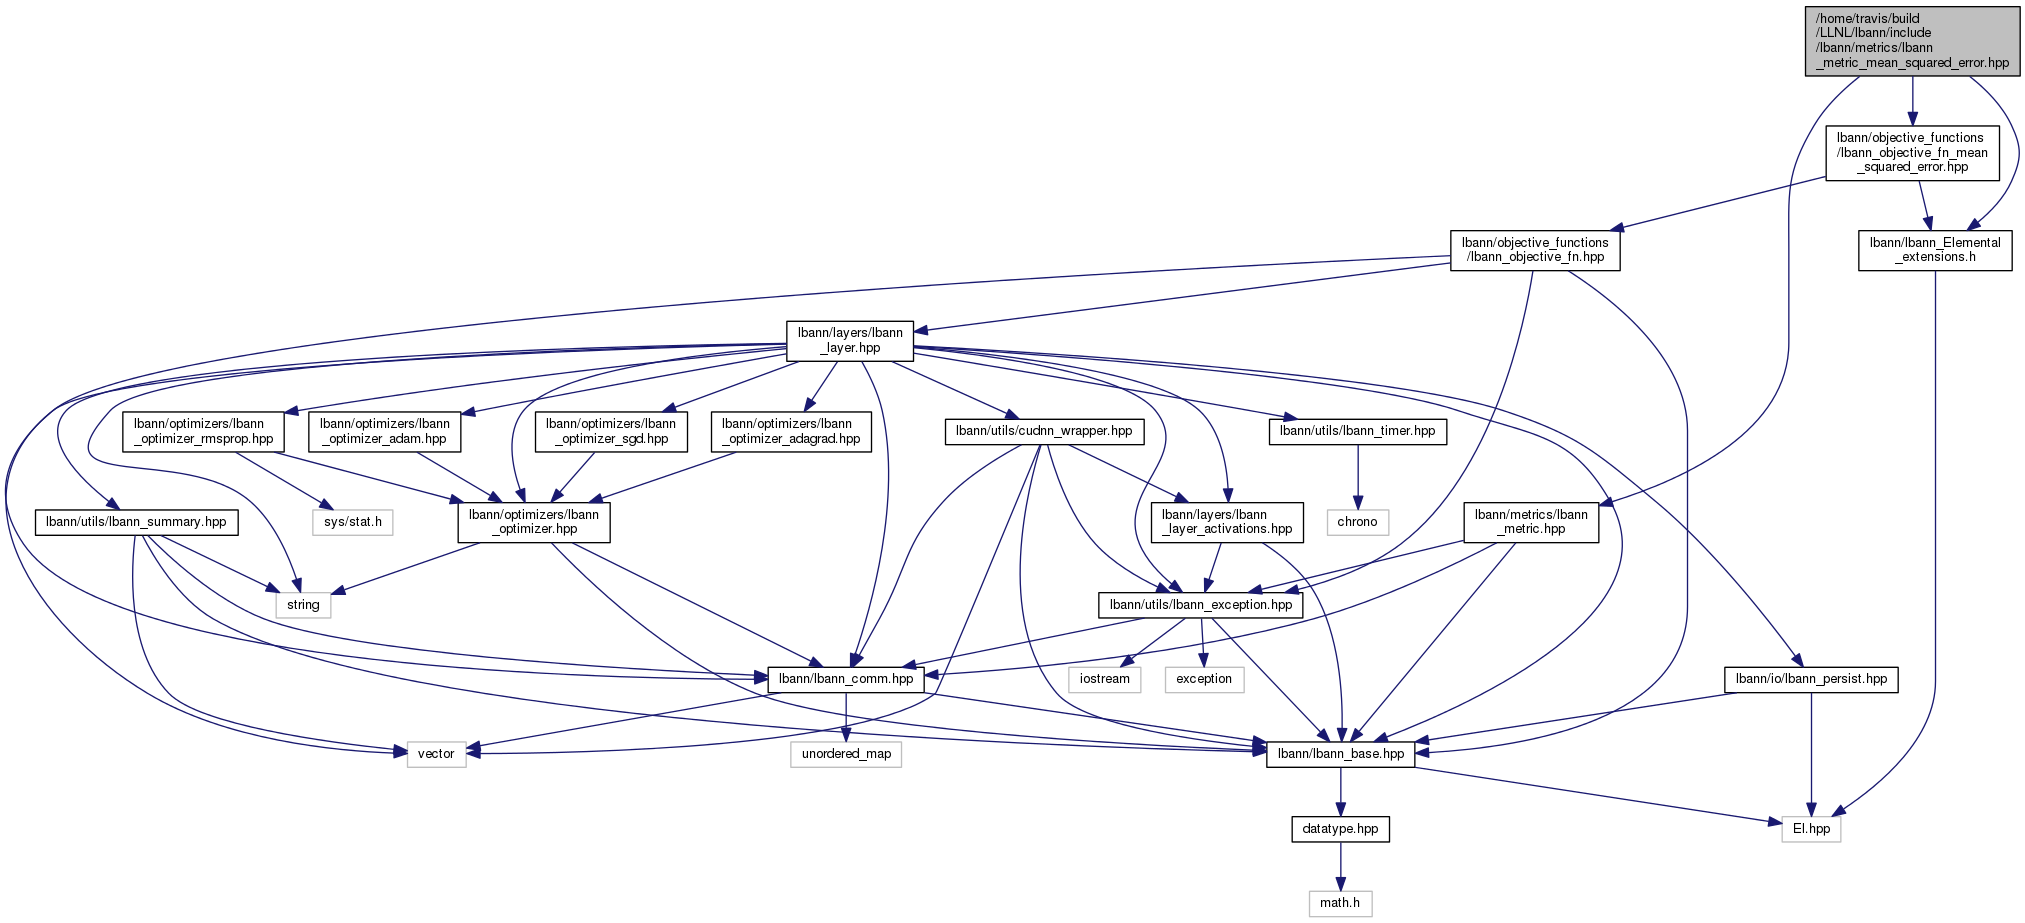 /home/travis/build
/LLNL/lbann/include
/lbann/metrics/lbann
_metric_mean_squared_error.hpp
lbann/objective_functions
/lbann_objective_fn_mean
_squared_error.hpp
lbann/objective_functions
/lbann_objective_fn.hpp
lbann/lbann_Elemental
_extensions.h
lbann/layers/lbann
_layer.hpp
lbann/optimizers/lbann
_optimizer_rmsprop.hpp
lbann/optimizers/lbann
_optimizer_adam.hpp
lbann/optimizers/lbann
_optimizer_sgd.hpp
lbann/optimizers/lbann
_optimizer_adagrad.hpp
lbann/utils/cudnn_wrapper.hpp
lbann/utils/lbann_timer.hpp
lbann/utils/lbann_summary.hpp
sys/stat.h
lbann/optimizers/lbann
_optimizer.hpp
lbann/layers/lbann
_layer_activations.hpp
chrono
lbann/metrics/lbann
_metric.hpp
string
lbann/utils/lbann_exception.hpp
lbann/lbann_comm.hpp
iostream
exception
lbann/io/lbann_persist.hpp
vector
unordered_map
lbann/lbann_base.hpp
datatype.hpp
El.hpp
math.h